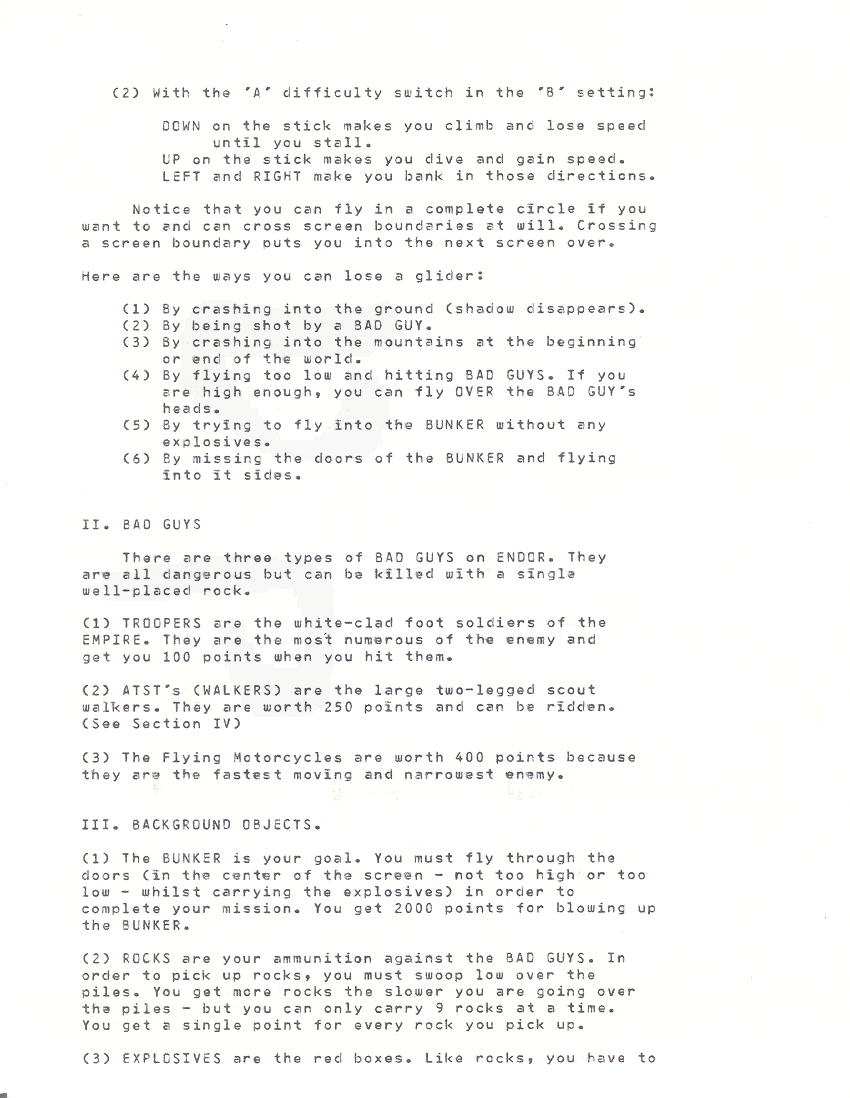 (2) With the "A" difficulty switch in the "B" setting:
DOWN on the stick makes you climb and lose speed
until you stall.
UP on the stick makes you dive and gain speed.
LEFT and RIGHT make you bank in those directions.
Notice that you can fly in a complete circle if you
want to and can cross screen boundaries at will. Crossing
a screen boundary puts you into the next screen over.
Here are the ways you can lose a glider:
(1) By crashing into the ground (shadow disappears).
(2) By being shot by a BAD GUY.
(3) By crashing into the mountains at the beginning
or end of the world.
(4) By flying too low and hitting BAD GUYS. If you
are high enough, you can fly OVER the BAD GUY's
heads.
(5) By trying to fly into the BUNKER without any
explosives.
(6) By missing the doors of the BUNKER and flying
into it sides.
II. BAD GUYS
There are three types of BAD GUYS on ENDOR. They
are all dangerous but can be killed with a single
well-placed rock.
(1) TROOPERS are the white-clad foot soldiers of the
EMPIRE. They are the most numerous of the enemy and
get you 100 points when you hit them.
(2) ATST's (WALKERS) are the large two-legged scout
walkers. They are worth 250 points and can be ridden.
(See Section IV)
(3) The Flying Motorcycles are worth 400 points because
they are the fastest moving and narrowest enemy.
III. BACKGROUND OBJECTS.
(1) The BUNKER is your goal. You must fly through the
doors (in the center of the screen - not too high or too
low - whilst carrying the explosives) in order to
complete your mission. You get 2000 points for blowing up
the BUNKER.
(2) ROCKS are your ammunition against the BAD GUYS. In
order to pick up rocks, you must swoop low over the
piles. You get more rocks the slower you are going over
the piles - but you can only carry 9 rocks at a time.
You get a single point for every rock you pick up.
(3) EXPLOSIVES are the red boxes. Like rocks, you have to